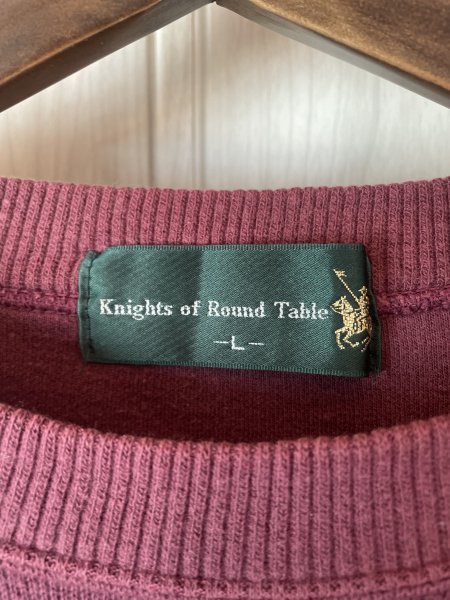 Knights of Round Table
-L-